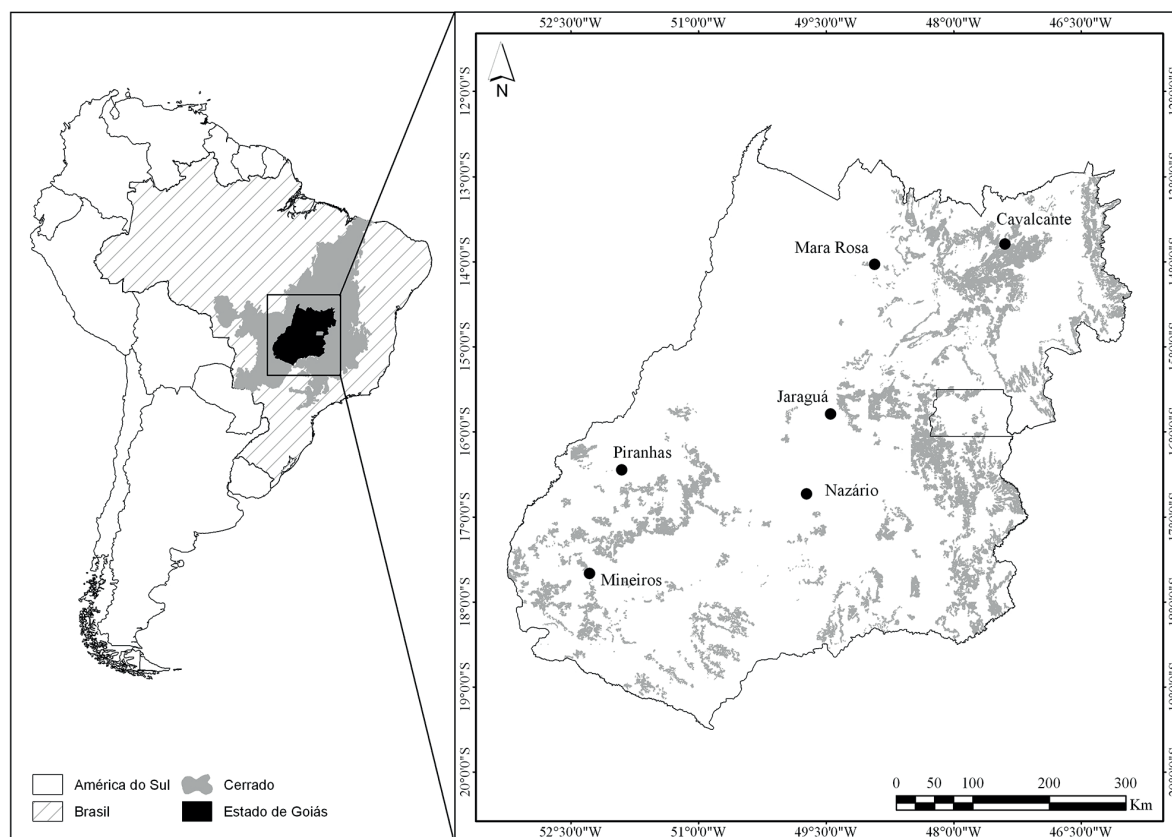 52°30'0"W 51°0'0"W 49°30'0"W 48°0'0"W 46°30'0"W
12°0'0"S
13°0'0"S
14°0'0"S
15°0'0"S
16°0'0"S
17°0'0"S
18°0'0"S
19°0'0"S
20°0'0"S
N
Cavalcante
Mara Rosa
Jaraguá
Piranhas
Nazário
Mineiros
América do Sul
Cerrado
Brasil
Estado de Goiás
0 50 100 200 300
Km
52°30'0"W 51°0'0"W 49°30'0"W 48°0'0"W 46°30'0"W